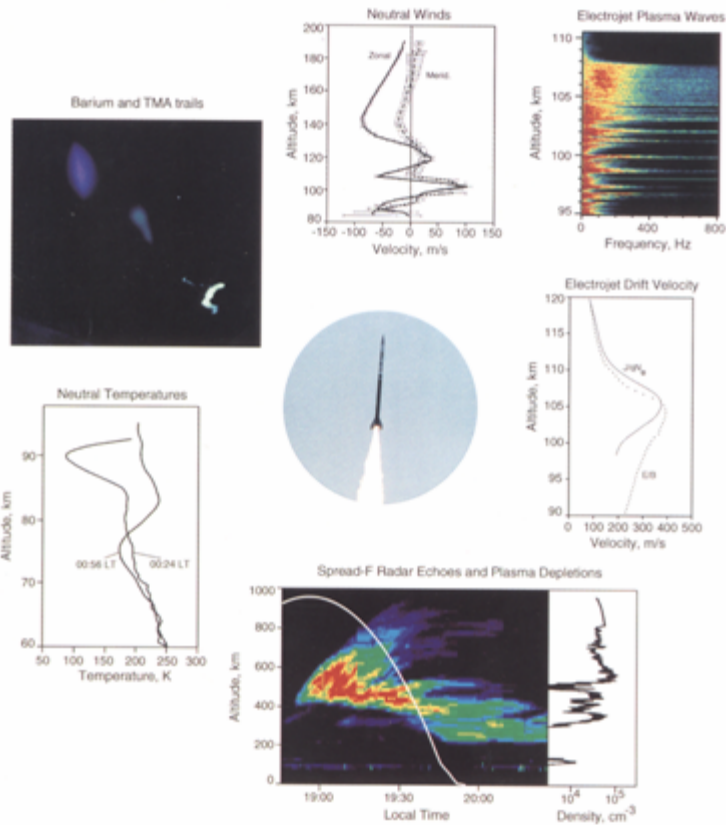 Neutral Winds
200
180
160
140
120
100
80
Altitude, km
Zonal
Merid.
-150 -100 -50 0 50 100 150
Velocity, m/s
Electrojet Plasma Waves
110
105
100
95
Altitude, km
0 400 800
Frequency, Hz
Barium and TMA trails
Electrojet Drift Velocity
120
115
110
105
100
95
90
Altitude, km
E/B
0 100 200 300 400 500
Velocity, m/s
Neutral Temperatures
90
80
70
60
Altitude, km
00:56 LT 00:24 LT
50 100 150 200 250 300
Temperature, K
Spread-F Radar Echoes and Plasma Depletions
1000
800
600
400
200
0
Altitude, km
19:00 19:30 20:00
Local Time
10⁴ 10⁵
Density, cm⁻³